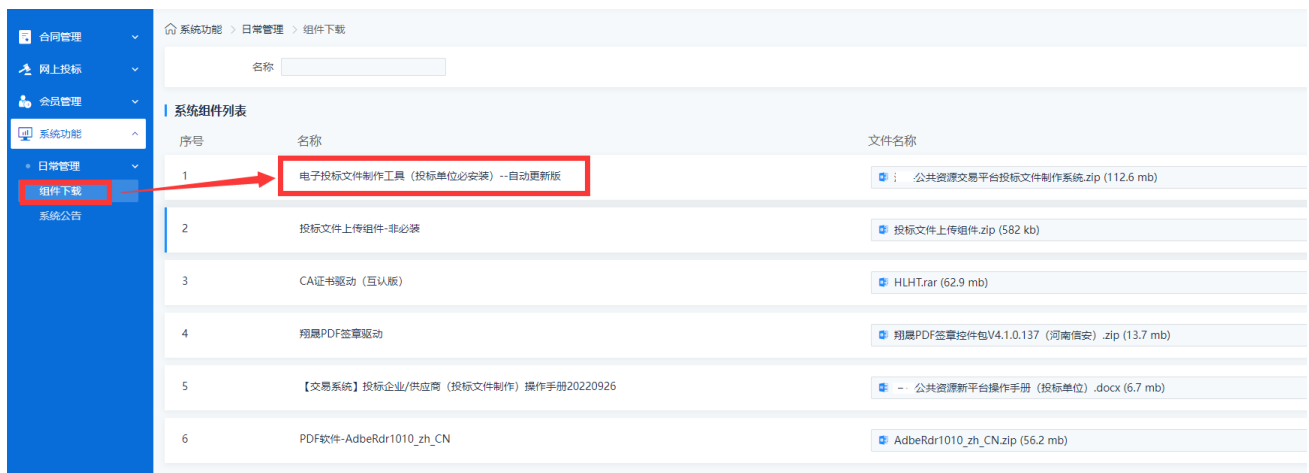 合同管理
网上投标
会员管理
系统功能
日常管理
组件下载
系统公告
系统功能 > 日常管理 > 组件下载
名称
系统组件列表
序号 名称 文件名称
1 电子投标文件制作工具（投标单位必安装）--自动更新版 公共资源交易平台投标文件制作系统.zip (112.6 mb)
2 投标文件上传组件-非必装 投标文件上传组件.zip (582 kb)
3 CA证书驱动（互认版） HLHT.rar (62.9 mb)
4 翔晟PDF签章驱动 翔晟PDF签章控件包V4.1.0.137（河南信安）.zip (13.7 mb)
5 【交易系统】投标企业/供应商（投标文件制作）操作手册20220926 公共资源新平台操作手册（投标单位）.docx (6.7 mb)
6 PDF软件-AdbeRdr1010_zh_CN AdbeRdr1010_zh_CN.zip (56.2 mb)